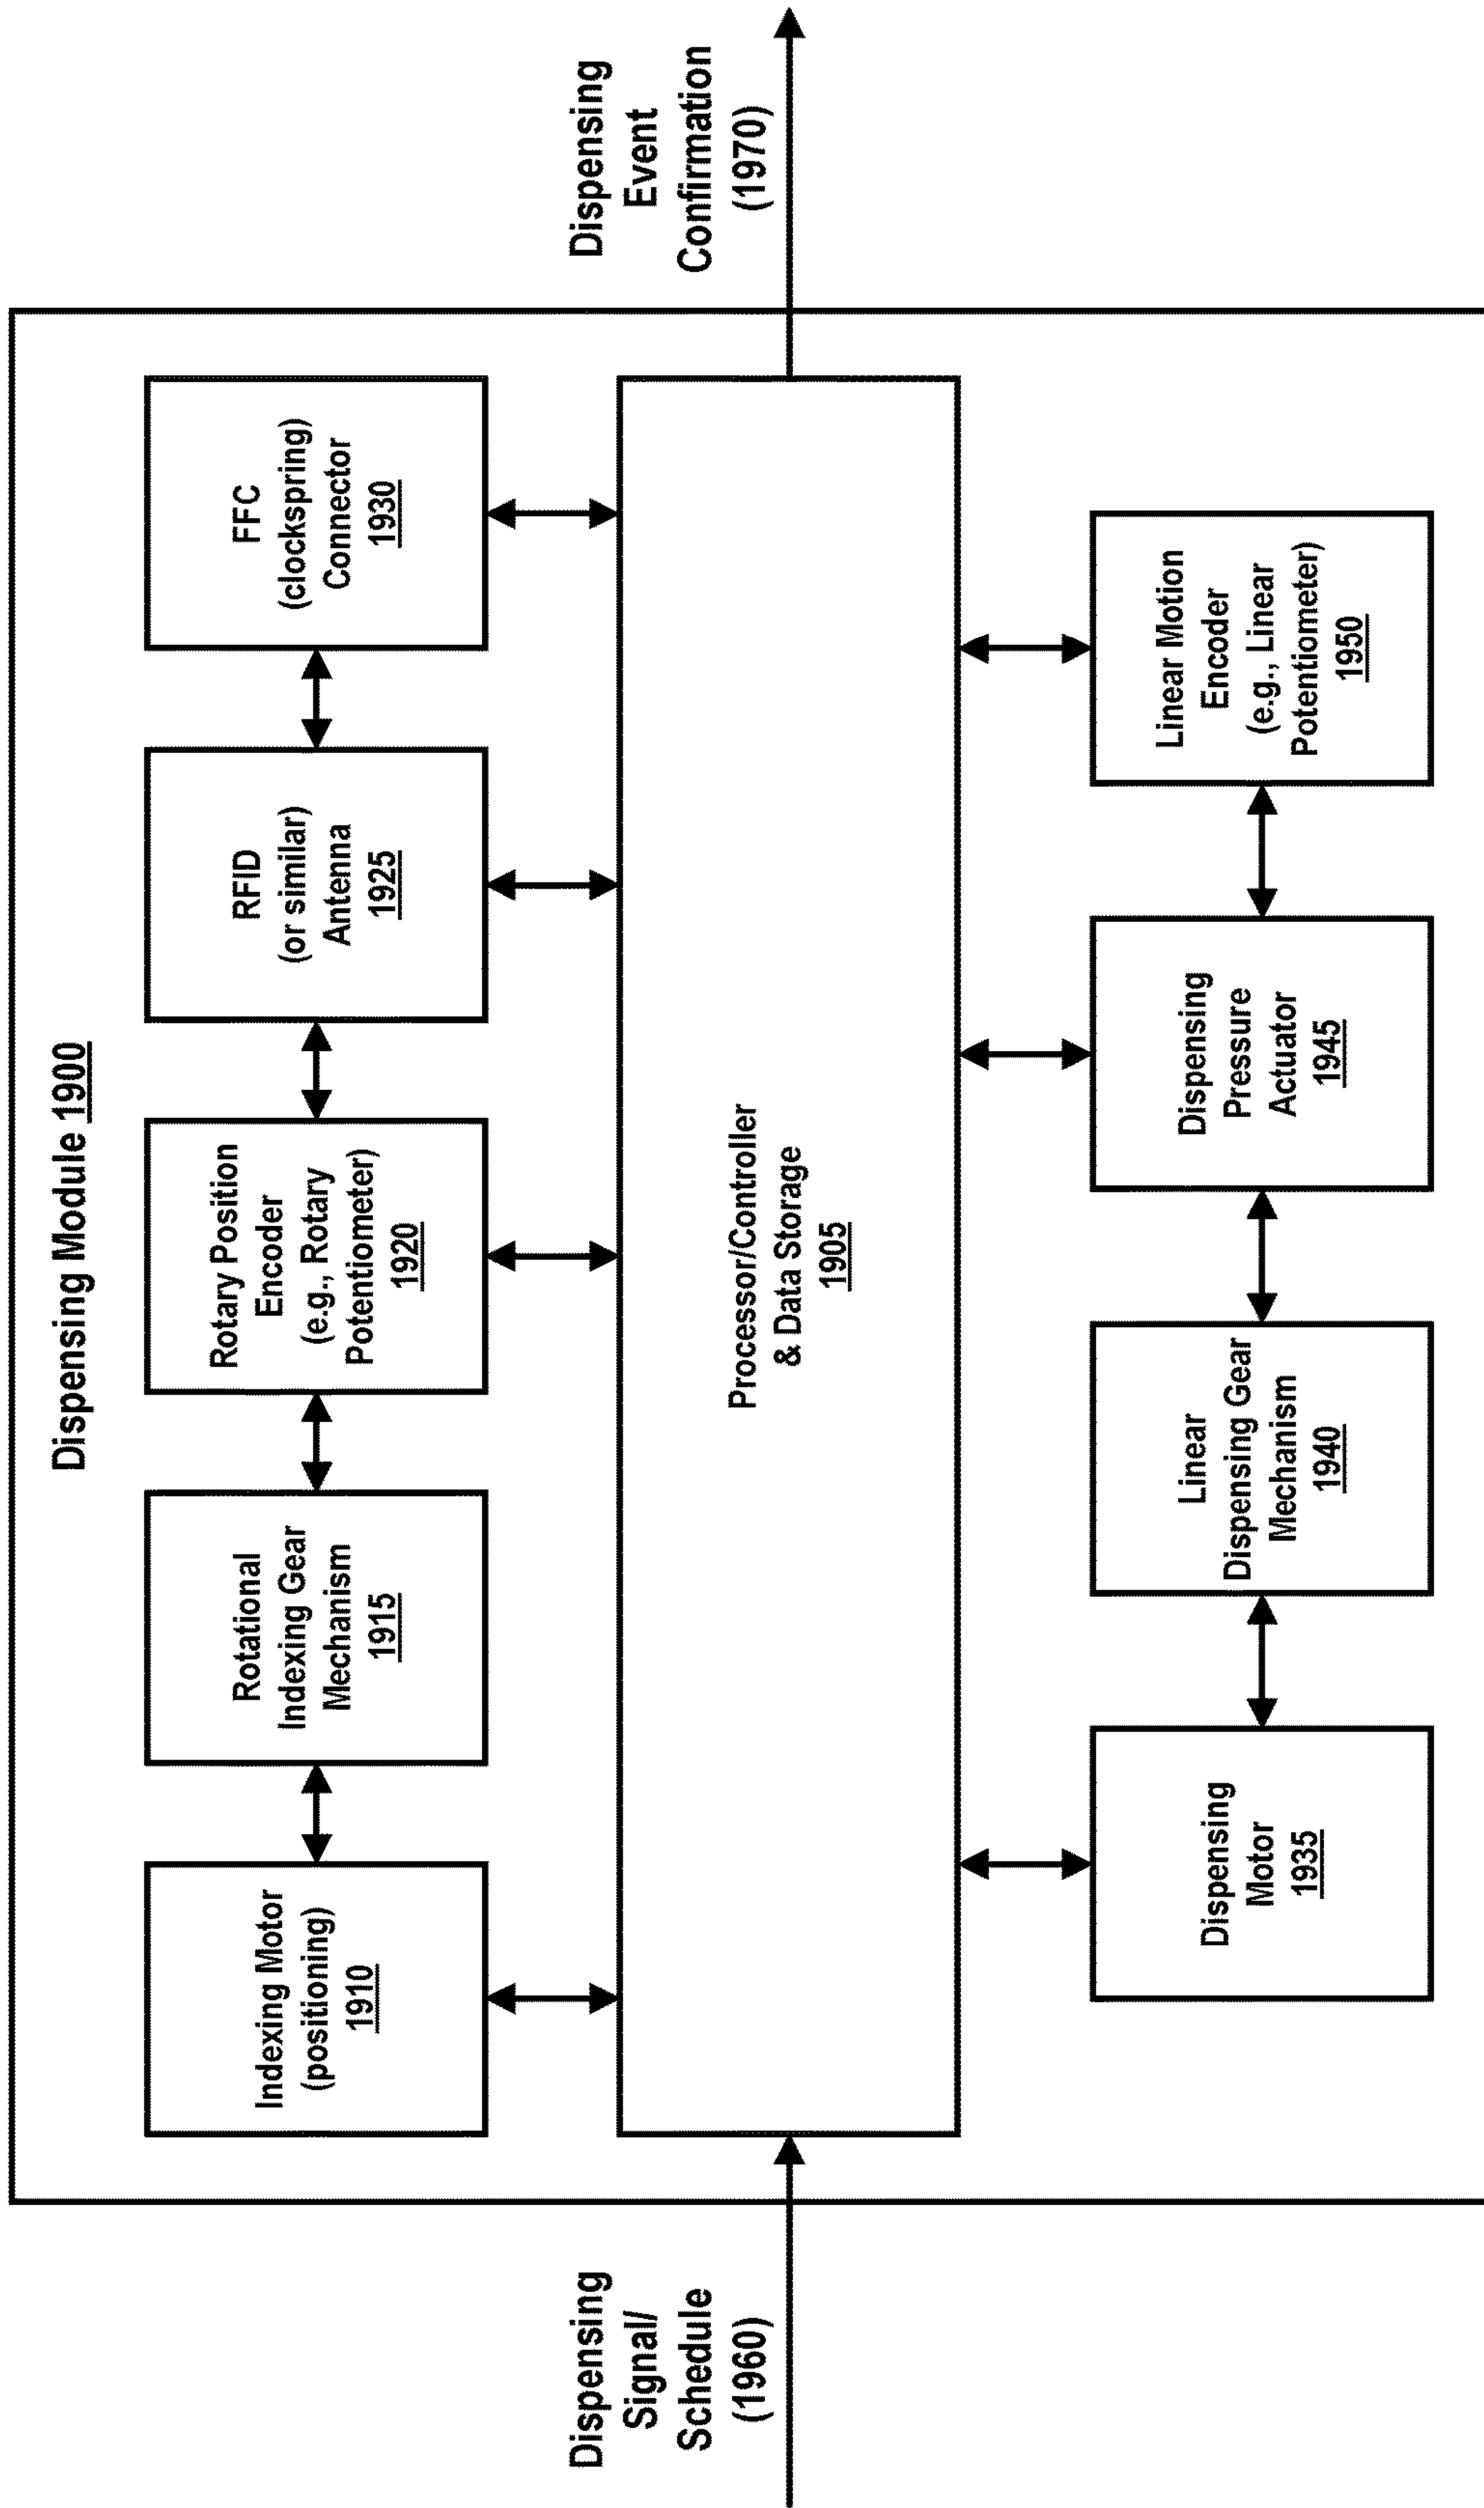 Dispensing Module 1900
Indexing Motor
(positioning)
1910
Rotational
Indexing Gear
Mechanism
1915
Rotary Position
Encoder
(e.g., Rotary
Potentiometer)
1920
RFID
(or similar)
Antenna
1925
FFC
(clockspring)
Connector
1930
Dispensing
Signal/
Schedule
(1960)
Processor/Controller
& Data Storage
1905
Dispensing
Event
Confirmation
(1970)
Dispensing
Motor
1935
Linear
Dispensing Gear
Mechanism
1940
Dispensing
Pressure
Actuator
1945
Linear Motion
Encoder
(e.g., Linear
Potentiometer)
1950